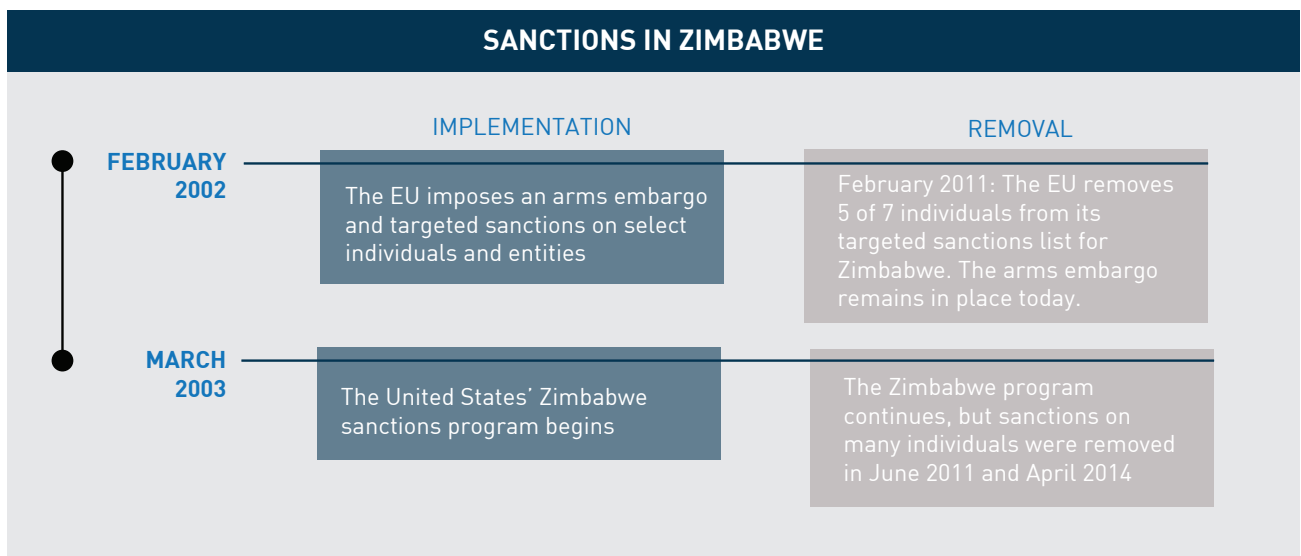 SANCTIONS IN ZIMBABWE
IMPLEMENTATION
REMOVAL
FEBRUARY
2002
The EU imposes an arms embargo
and targeted sanctions on select
individuals and entities
February 2011: The EU removes
5 of 7 individuals from its
targeted sanctions list for
Zimbabwe. The arms embargo
remains in place today.
MARCH
2003
The United States’ Zimbabwe
sanctions program begins
The Zimbabwe program
continues, but sanctions on
many individuals were removed
in June 2011 and April 2014